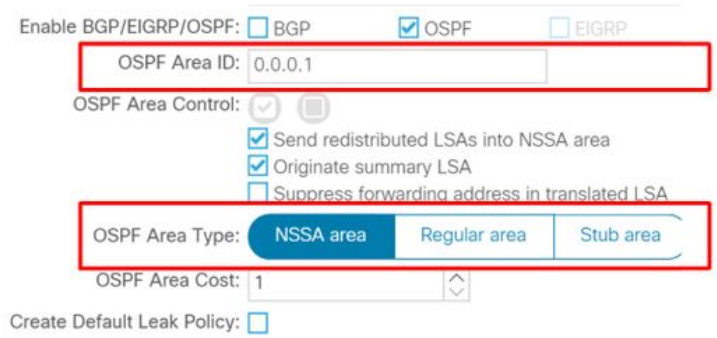 Enable BGP/EIGRP/OSPF: BGP OSPF EIGRP
OSPF Area ID: 0.0.0.1
OSPF Area Control:
Send redistributed LSAs into NSSA area
Originate summary LSA
Suppress forwarding address in translated LSA
OSPF Area Type: NSSA area Regular area Stub area
OSPF Area Cost: 1
Create Default Leak Policy: